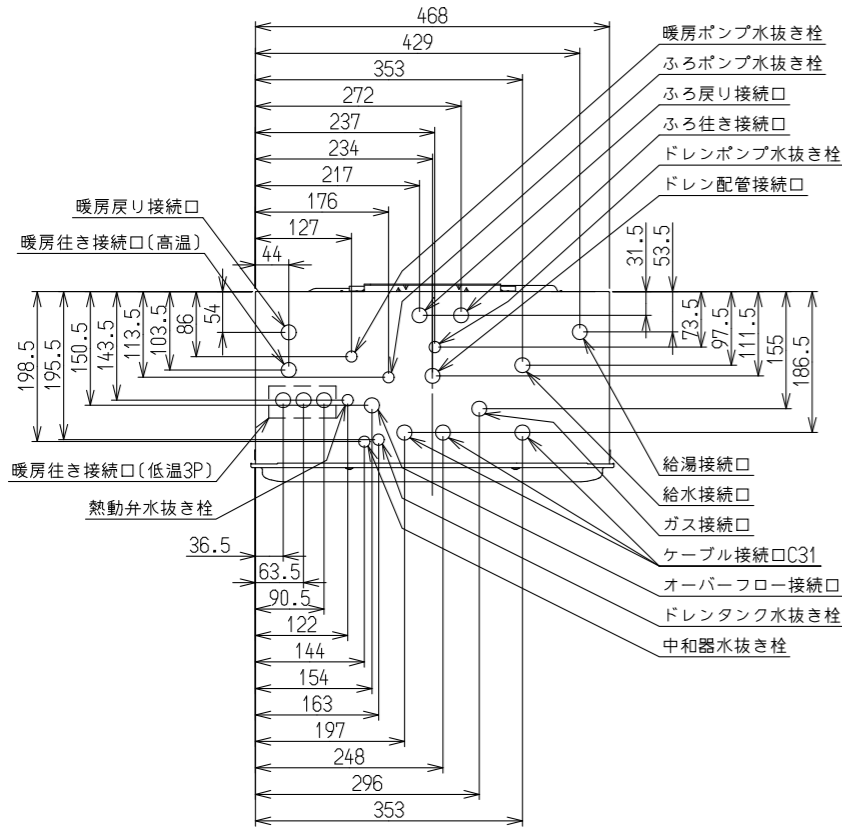 468
429
353
272
237
234
217
176
127
44
暖房ポンプ水抜き栓
ふろポンプ水抜き栓
ふろ戻り接続口
ふろ往き接続口
ドレンポンプ水抜き栓
ドレン配管接続口
暖房戻り接続口
暖房往き接続口(高温)
198.5
195.5
150.5
143.5
113.5
103.5
86
54
31.5
53.5
73.5
97.5
111.5
155
186.5
暖房往き接続口(低温3P)
熱動弁水抜き栓
給湯接続口
給水接続口
ガス接続口
ケーブル接続口C31
オーバーフロー接続口
ドレンタンク水抜き栓
中和器水抜き栓
36.5
63.5
90.5
122
144
154
163
197
248
296
353